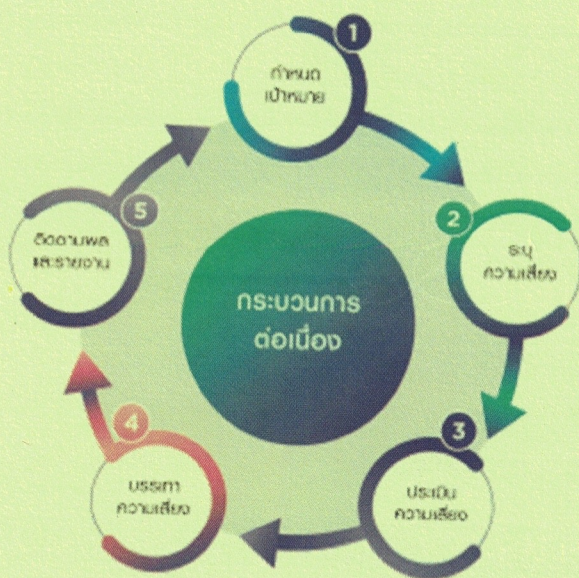 1
กำหนด
เป้าหมาย
2
ระบุ
ความเสี่ยง
3
ประเมิน
ความเสี่ยง
4
บรรเทา
ความเสี่ยง
5
ติดตามผล
และรายงาน
กระบวนการ
ต่อเนื่อง